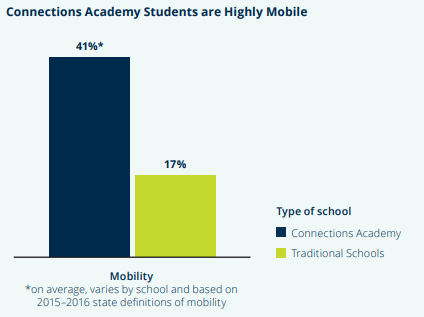 Connections Academy Students are Highly Mobile
41%*
17%
Type of school
Connections Academy
Traditional Schools
Mobility
*on average, varies by school and based on
2015–2016 state definitions of mobility